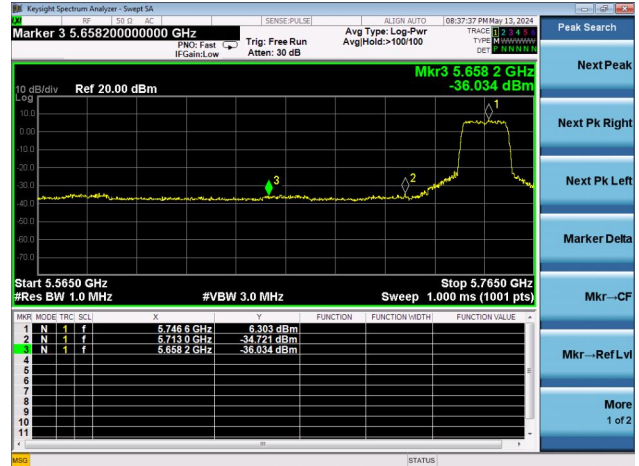 Keysight Spectrum Analyzer - Swept SA
RF 50 Ω AC SENSE:PULSE ALIGN AUTO 08:37:37 PM May 13, 2024
Marker 3 5.658200000000 GHz
PNO: Fast
IFGain:Low
Trig: Free Run
Atten: 30 dB
Avg Type: Log-Pwr
Avg|Hold:>100/100
TRACE 1 2 3 4 5 6
TYPE M W W W W W
DET P N N N N N
Peak Search
Mkr3 5.658 2 GHz
-36.034 dBm
10 dB/div Ref 20.00 dBm
Log
10.0
0.00
-10.0
-20.0
-30.0
-40.0
-50.0
-60.0
-70.0
1
2
3
Start 5.5650 GHz Stop 5.7650 GHz
#Res BW 1.0 MHz #VBW 3.0 MHz Sweep 1.000 ms (1001 pts)
MKR MODE TRC SCL X Y FUNCTION FUNCTION WIDTH FUNCTION VALUE
1 N 1 f 5.746 6 GHz 6.303 dBm
2 N 1 f 5.713 0 GHz -34.721 dBm
3 N 1 f 5.658 2 GHz -36.034 dBm
4
5
6
7
8
9
10
11
MSG STATUS
Next Peak
Next Pk Right
Next Pk Left
Marker Delta
Mkr→CF
Mkr→Ref Lvl
More
1 of 2